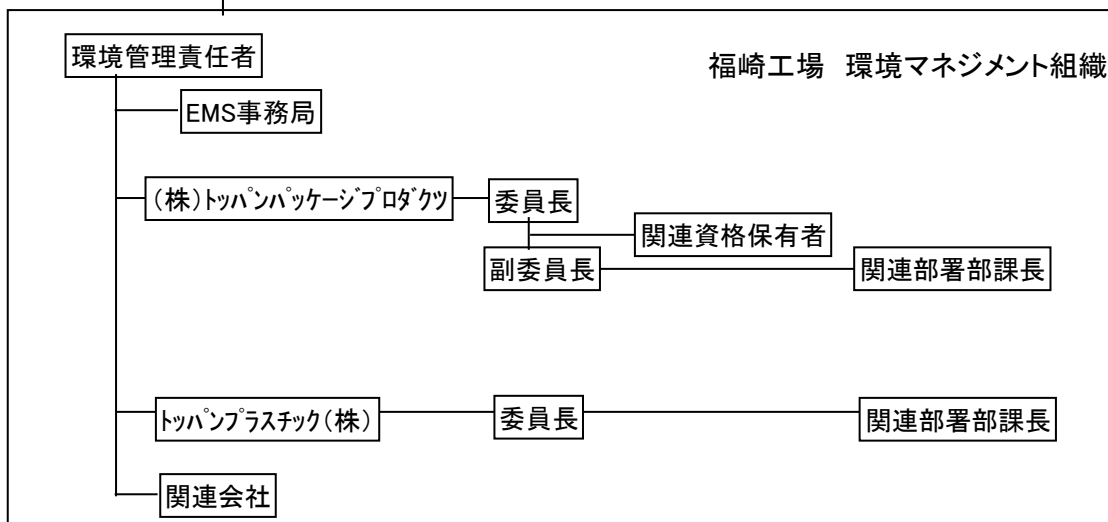 環境管理責任者
福崎工場 環境マネジメント組織
EMS事務局
(株)トッパンパッケージプロダクツ
委員長
関連資格保有者
副委員長
関連部署部課長
トッパンプラスチック(株)
委員長
関連部署部課長
関連会社